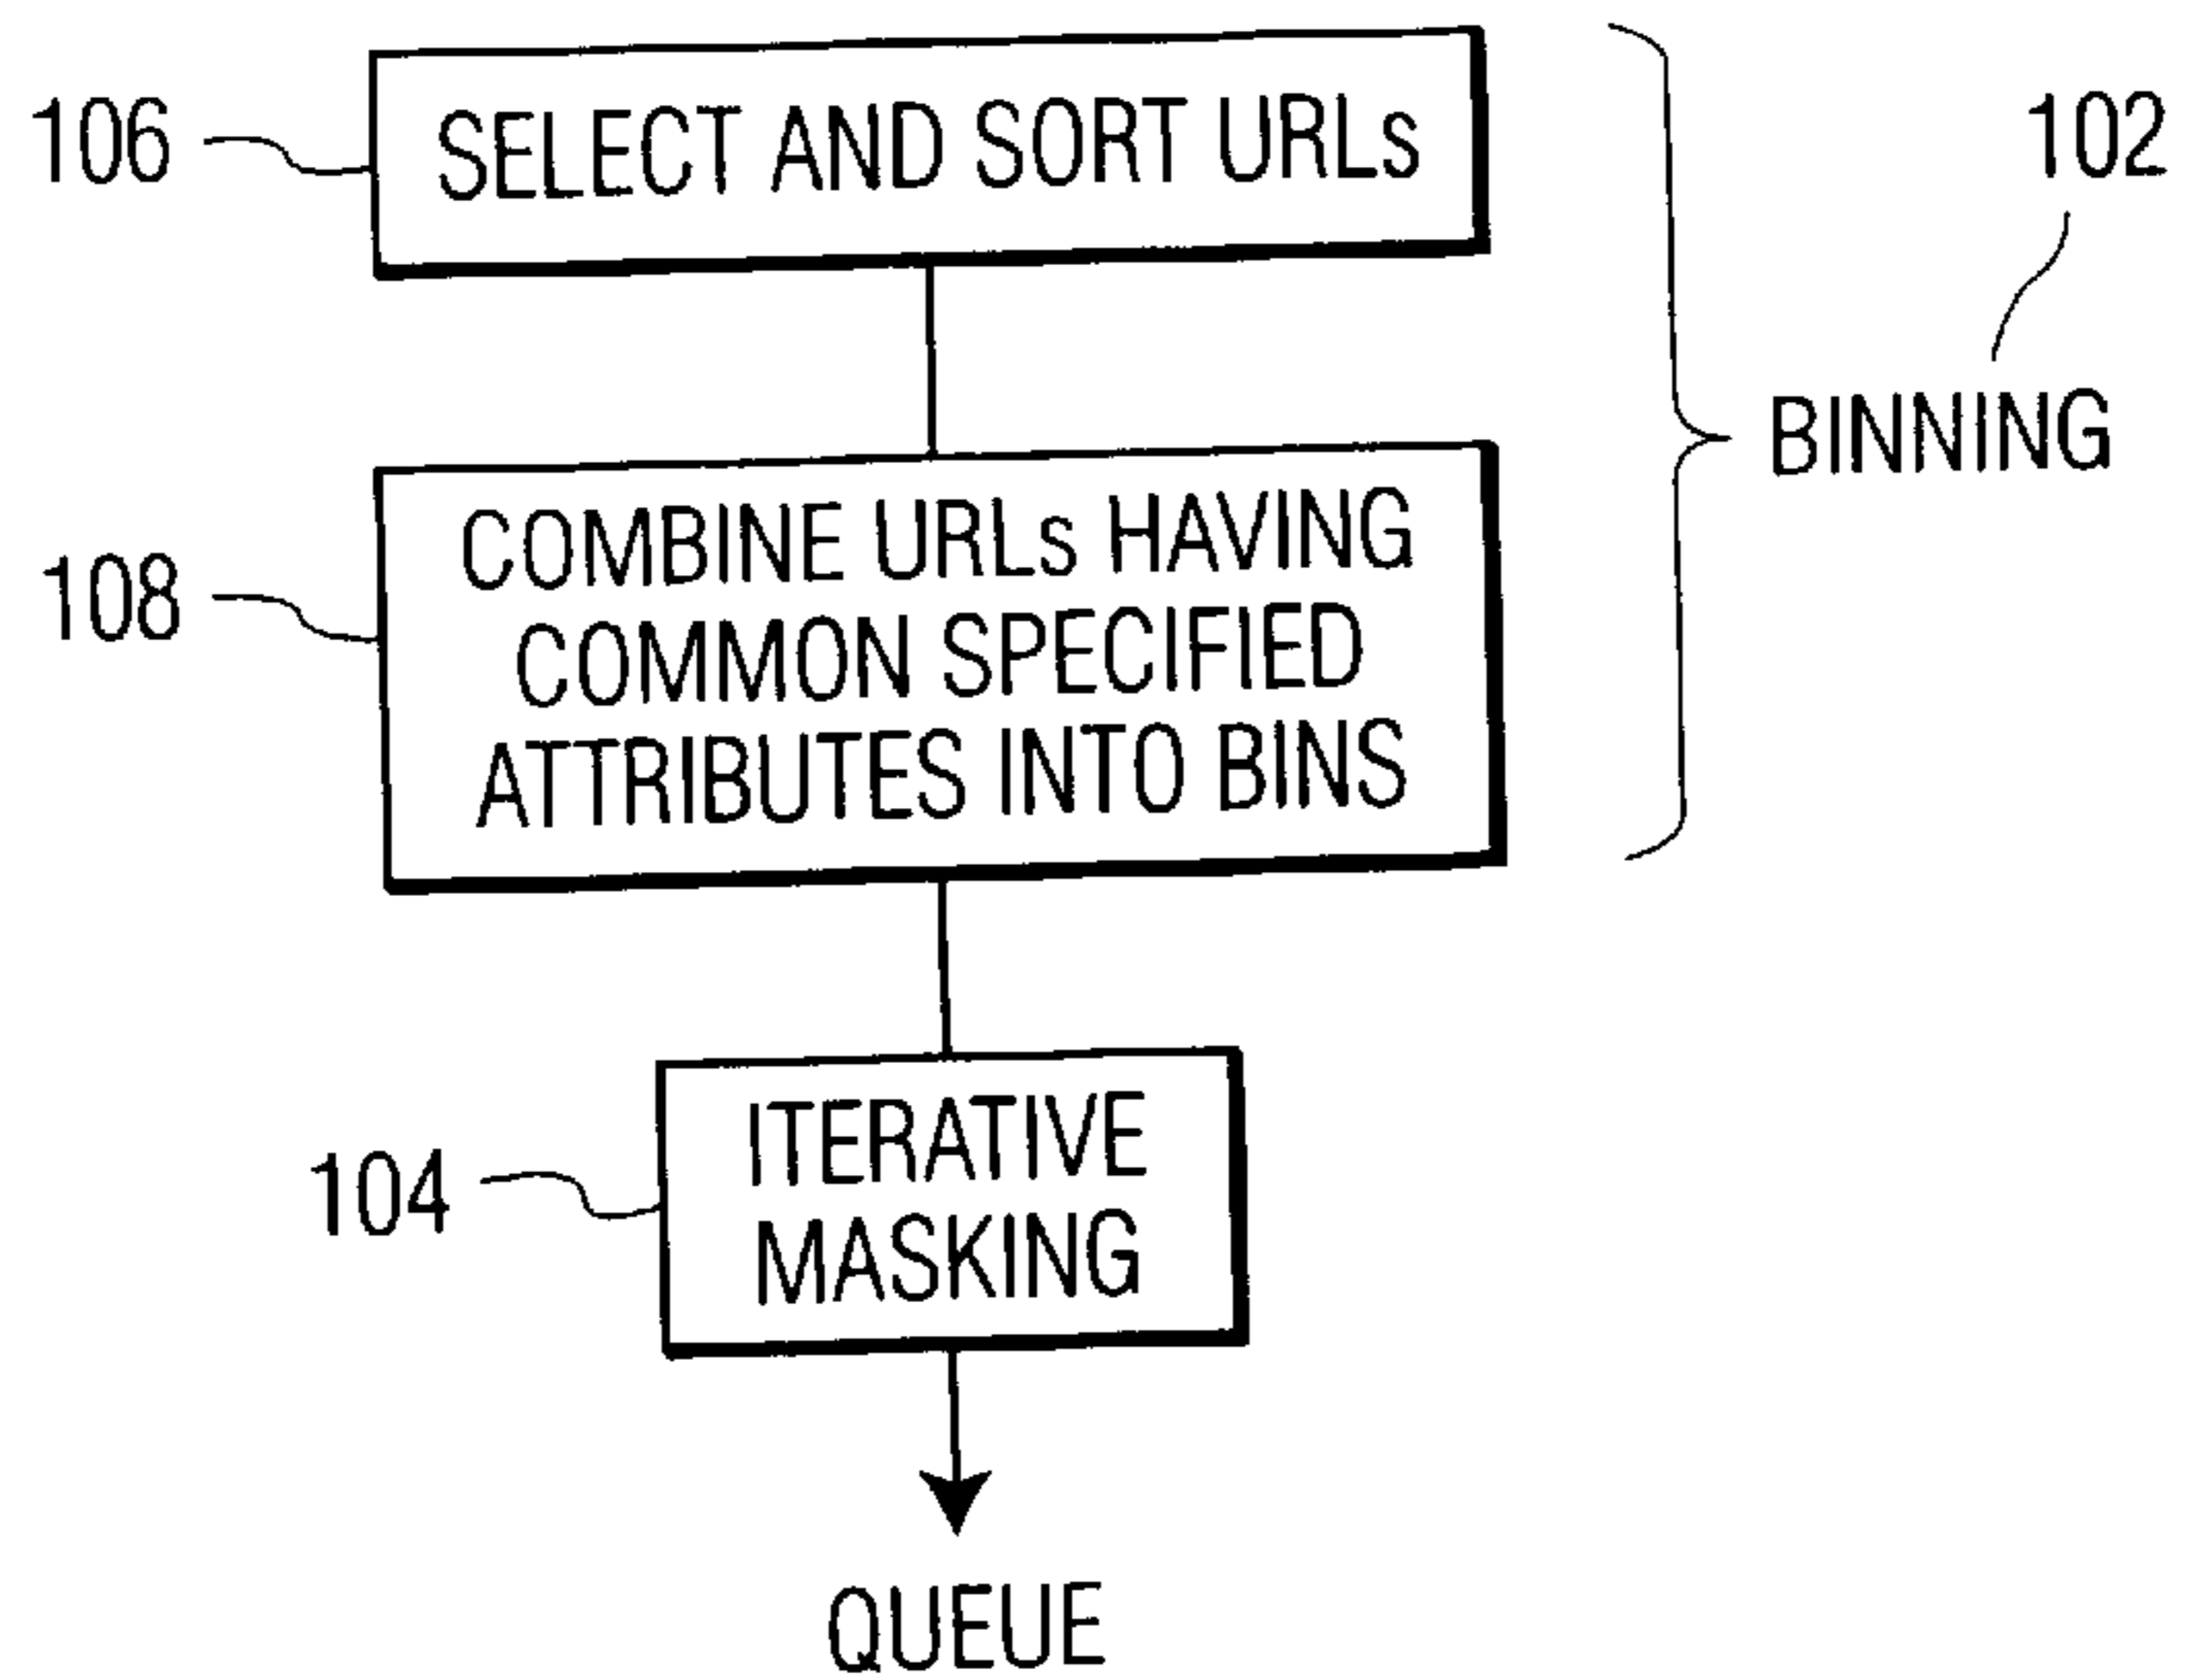 106
SELECT AND SORT URLs
102
BINNING
108
COMBINE URLs HAVING
COMMON SPECIFIED
ATTRIBUTES INTO BINS
104
ITERATIVE
MASKING
QUEUE